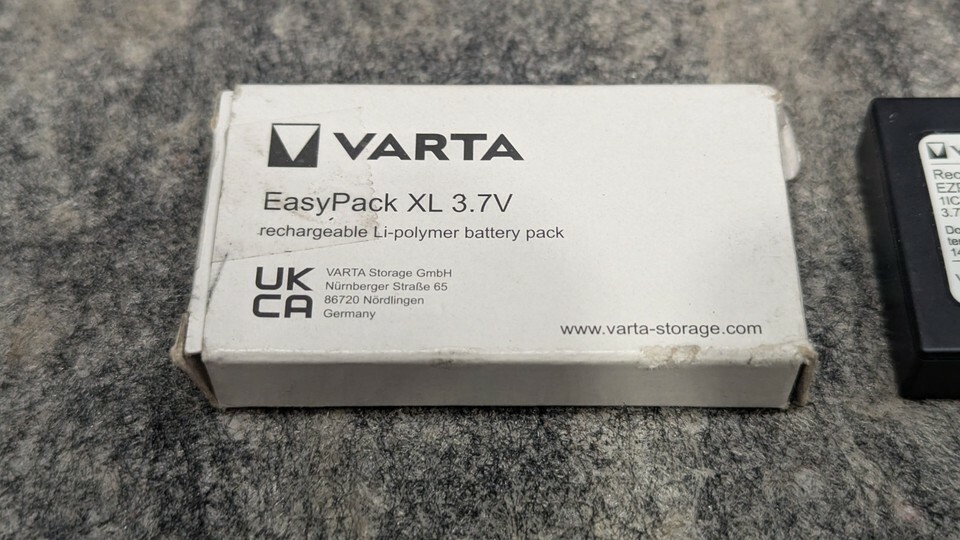 VARTA
EasyPack XL 3.7V
rechargeable Li-polymer battery pack
UK
CA
VARTA Storage GmbH
Nürnberger Straße 65
86720 Nördlingen
Germany
www.varta-storage.com